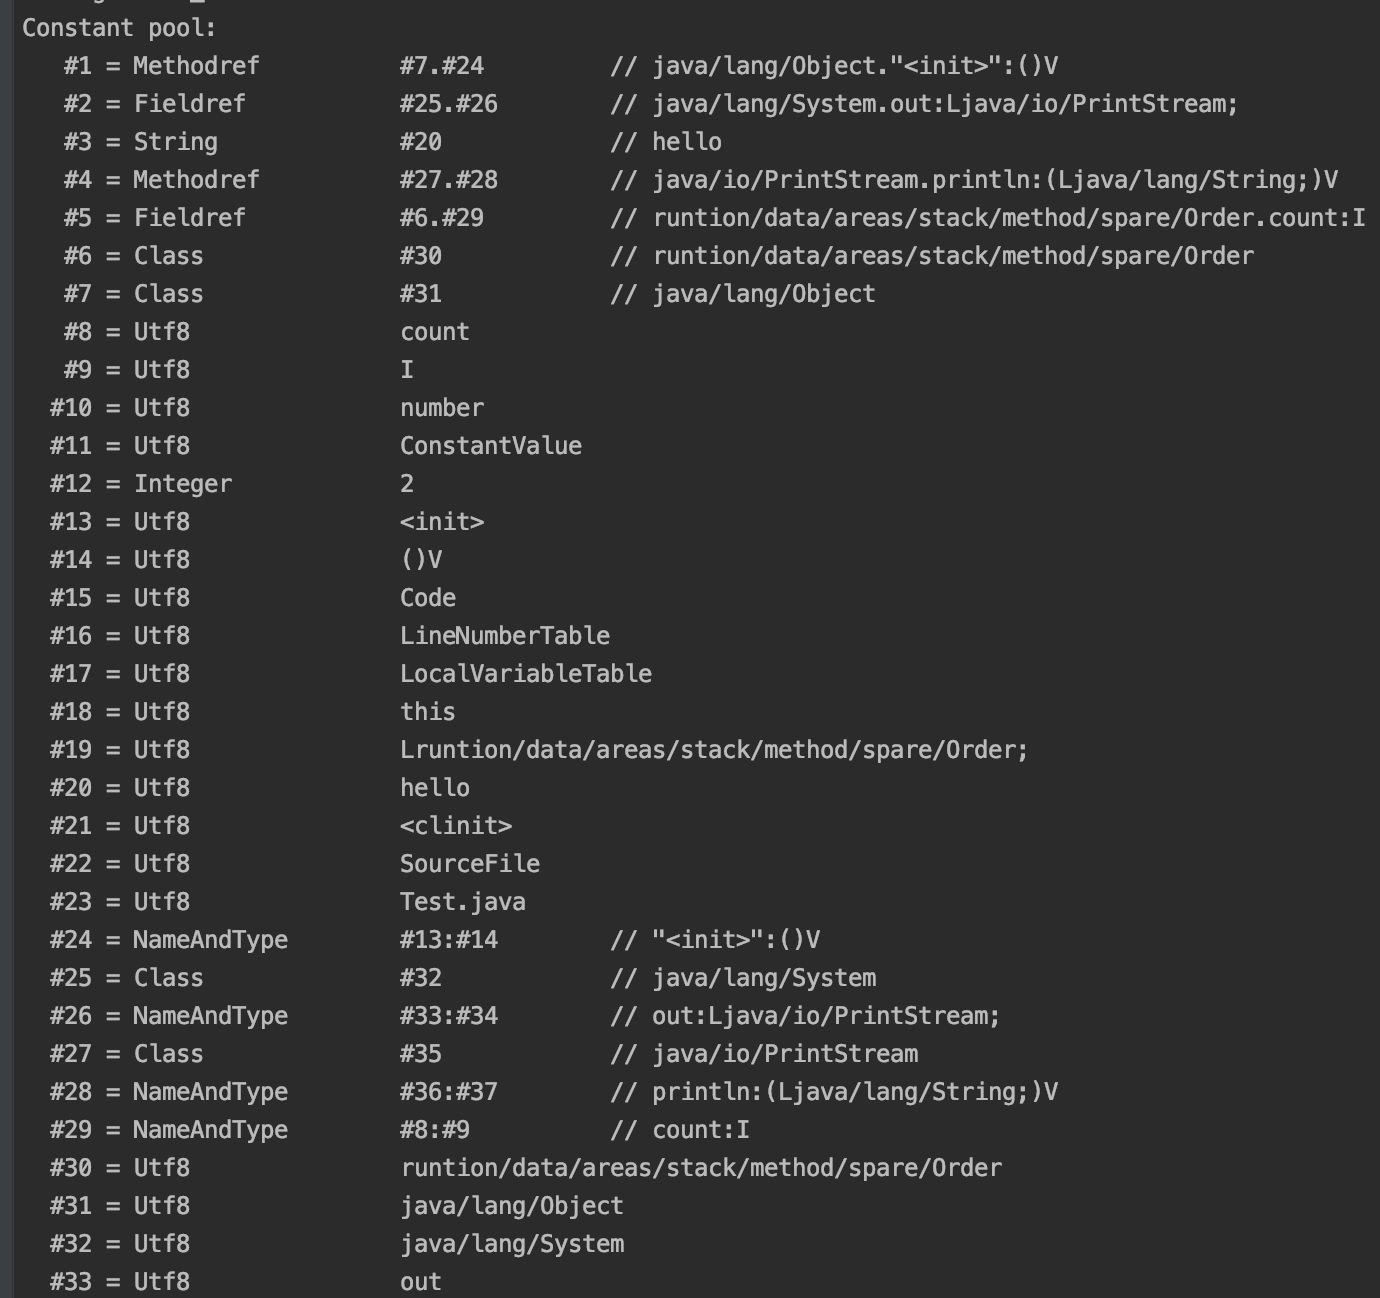 Constant pool:
#1 = Methodref #7.#24 // java/lang/Object."<init>":()V
#2 = Fieldref #25.#26 // java/lang/System.out:Ljava/io/PrintStream;
#3 = String #20 // hello
#4 = Methodref #27.#28 // java/io/PrintStream.println:(Ljava/lang/String;)V
#5 = Fieldref #6.#29 // runtion/data/areas/stack/method/spare/Order.count:I
#6 = Class #30 // runtion/data/areas/stack/method/spare/Order
#7 = Class #31 // java/lang/Object
#8 = Utf8 count
#9 = Utf8 I
#10 = Utf8 number
#11 = Utf8 ConstantValue
#12 = Integer 2
#13 = Utf8 <init>
#14 = Utf8 ()V
#15 = Utf8 Code
#16 = Utf8 LineNumberTable
#17 = Utf8 LocalVariableTable
#18 = Utf8 this
#19 = Utf8 Lruntion/data/areas/stack/method/spare/Order;
#20 = Utf8 hello
#21 = Utf8 <clinit>
#22 = Utf8 SourceFile
#23 = Utf8 Test.java
#24 = NameAndType #13:#14 // "<init>":()V
#25 = Class #32 // java/lang/System
#26 = NameAndType #33:#34 // out:Ljava/io/PrintStream;
#27 = Class #35 // java/io/PrintStream
#28 = NameAndType #36:#37 // println:(Ljava/lang/String;)V
#29 = NameAndType #8:#9 // count:I
#30 = Utf8 runtion/data/areas/stack/method/spare/Order
#31 = Utf8 java/lang/Object
#32 = Utf8 java/lang/System
#33 = Utf8 out